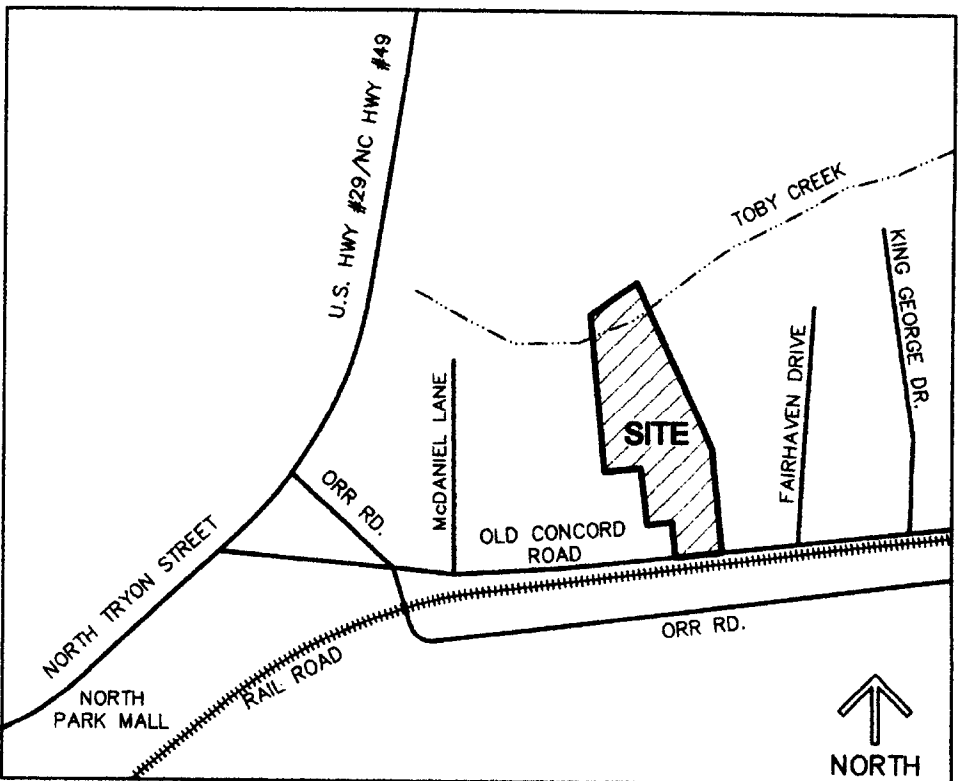 U.S. HWY #29/NC HWY #49
TOBY CREEK
KING GEORGE DR.
FAIRHAVEN DRIVE
McDANIEL LANE
SITE
ORR RD.
OLD CONCORD
ROAD
NORTH TRYON STREET
ORR RD.
RAIL ROAD
NORTH
PARK MALL
NORTH